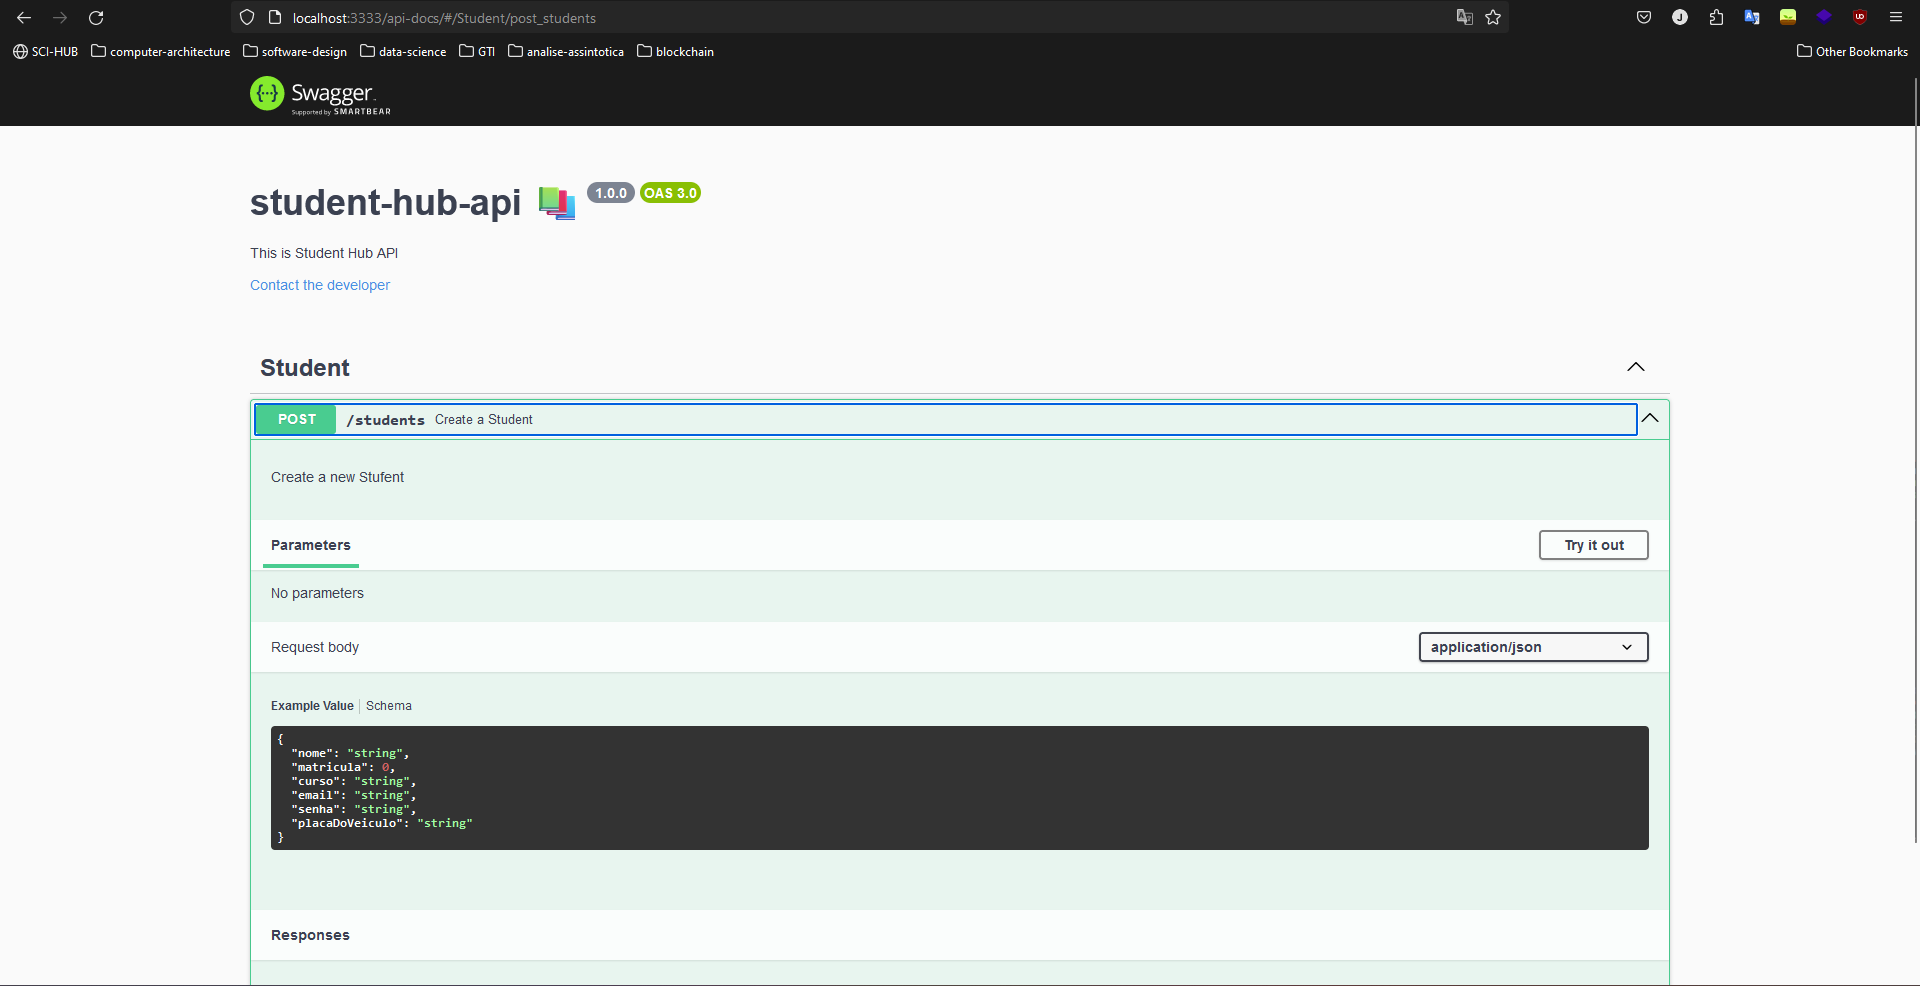 localhost:3333/api-docs/#/Student/post_students
SCI-HUB computer-architecture software-design data-science GTI analise-assintotica blockchain Other Bookmarks
{···} Swagger.
Supported by SMARTBEAR
student-hub-api 1.0.0 OAS 3.0
This is Student Hub API
Contact the developer
Student
POST /students Create a Student
Create a new Stufent
Parameters Try it out
No parameters
Request body application/json
Example Value Schema
{
"nome": "string",
"matricula": 0,
"curso": "string",
"email": "string",
"senha": "string",
"placaDoVeiculo": "string"
}
Responses